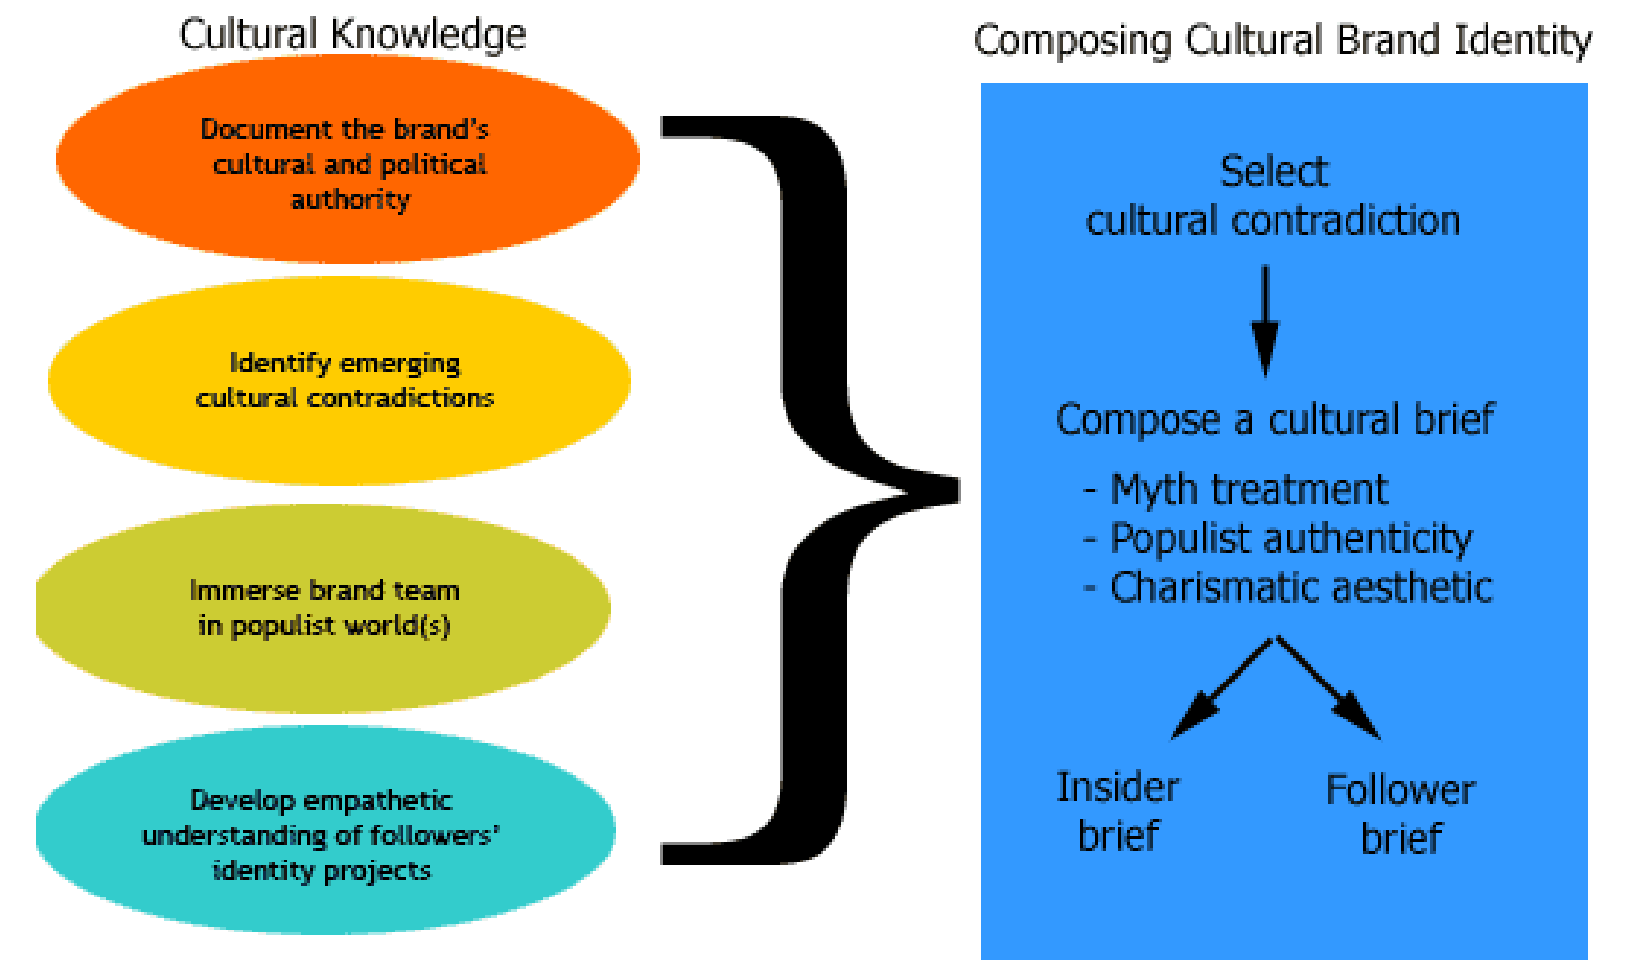 Cultural Knowledge
Document the brand's
cultural and political
authority
Identify emerging
cultural contradictions
Immerse brand team
in populist world(s)
Develop empathetic
understanding of followers'
identity projects
Composing Cultural Brand Identity
Select
cultural contradiction
Compose a cultural brief
- Myth treatment
- Populist authenticity
- Charismatic aesthetic
Insider
brief
Follower
brief